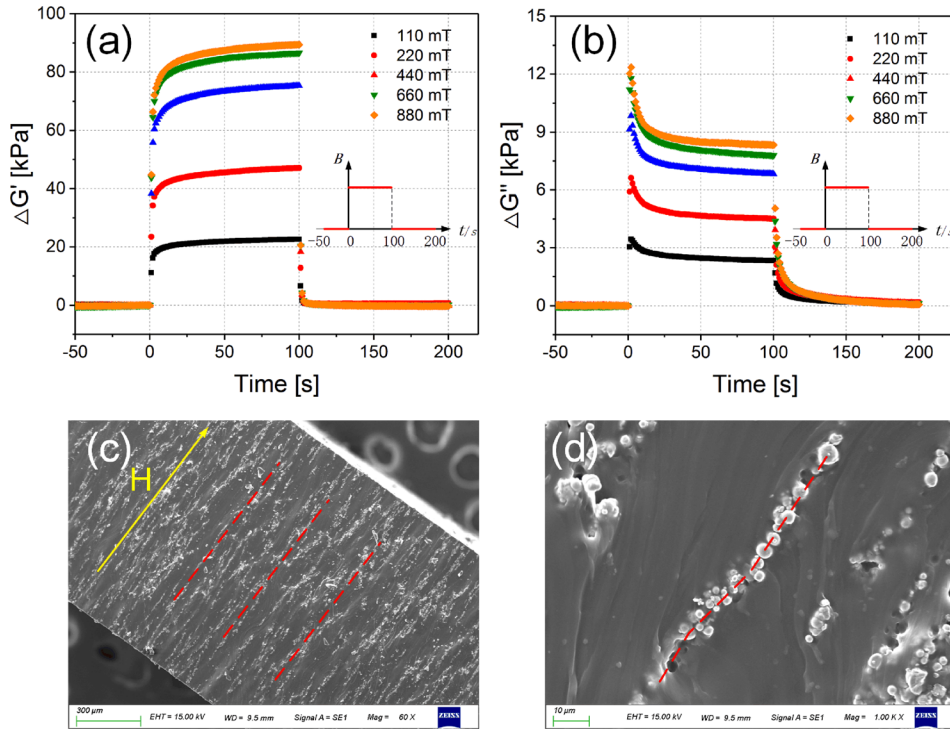 (a)
110 mT
220 mT
440 mT
660 mT
880 mT
ΔG' [kPa]
100
80
60
40
20
0
-50 0 50 100 150 200
Time [s]
B
t/s
-50 0 100 200
(b)
110 mT
220 mT
440 mT
660 mT
880 mT
ΔG'' [kPa]
15
12
9
6
3
0
-50 0 50 100 150 200
Time [s]
B
t/s
-50 0 100 200
(c)
H
300 µm
EHT = 15.00 kV WD = 9.5 mm Signal A = SE1 Mag = 60 X
ZEISS
(d)
10 µm
EHT = 15.00 kV WD = 9.5 mm Signal A = SE1 Mag = 1.00 K X
ZEISS